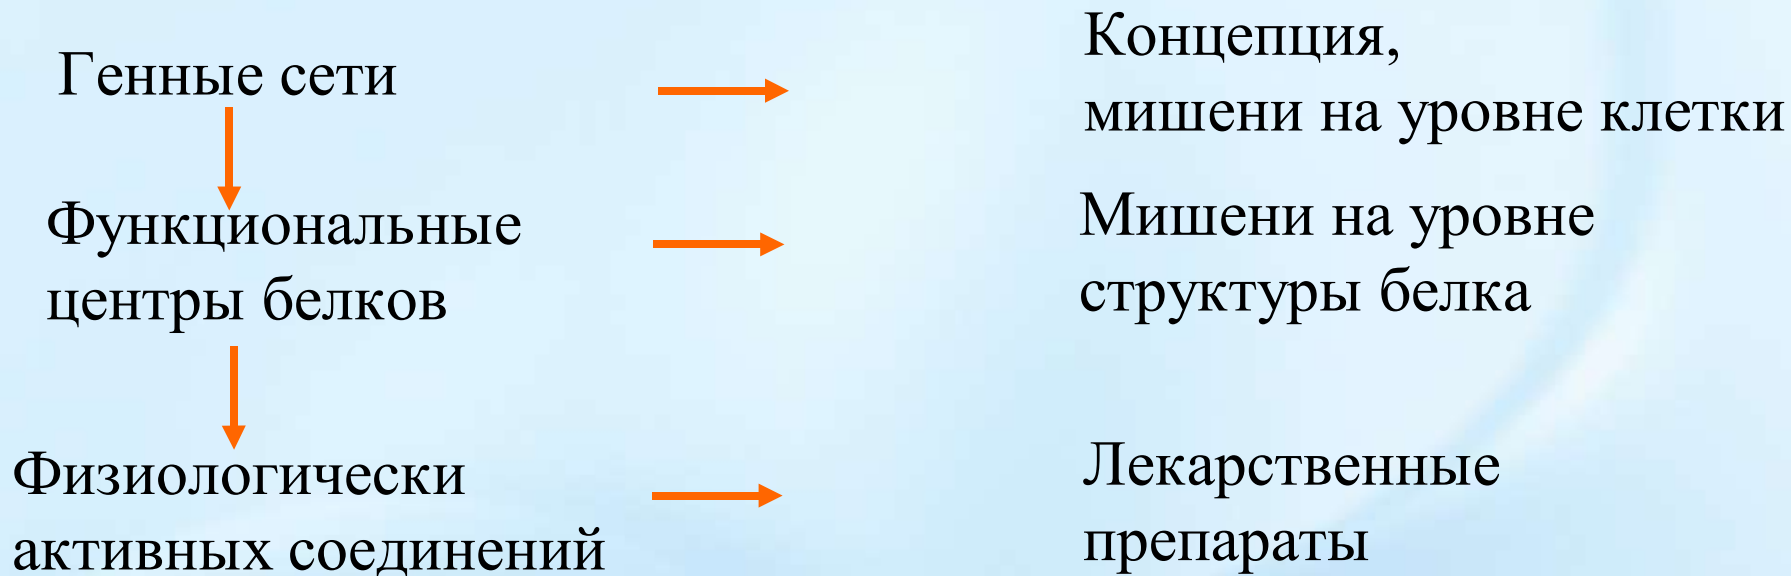 Генные сети
Концепция,
мишени на уровне клетки
Функциональные
центры белков
Мишени на уровне
структуры белка
Физиологически
активных соединений
Лекарственные
препараты